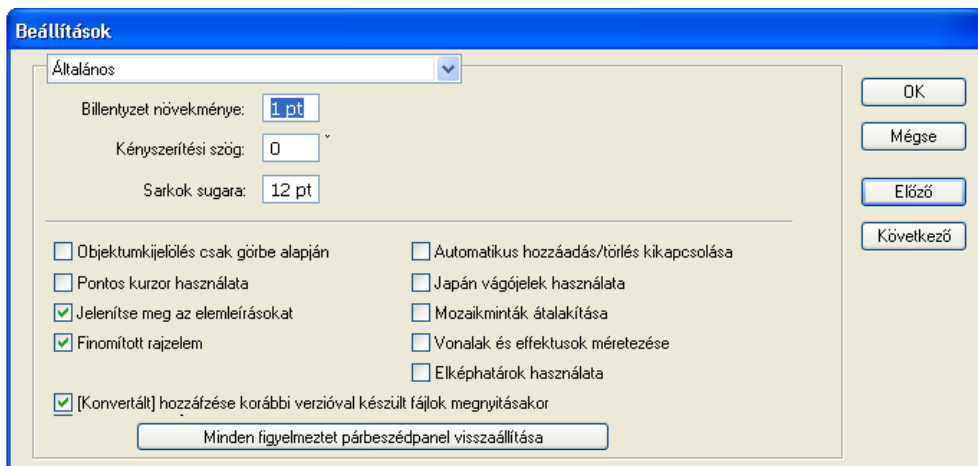 Beállítások
Általános
Billentyzet növekménye: 1 pt
Kényszerítési szög: 0 °
Sarkok sugara: 12 pt
OK
Mégse
Előző
Következő
Objektumkijelölés csak görbe alapján
Automatikus hozzáadás/törlés kikapcsolása
Pontos kurzor használata
Japán vágójelek használata
Jelenítse meg az elemleírásokat
Mozaikminták átalakítása
Finomított rajzelem
Vonalak és effektusok méretezése
Elképhatárok használata
[Konvertált] hozzáfzése korábbi verzióval készült fájlok megnyitásakor
Minden figyelmeztet párbeszédpanel visszaállítása